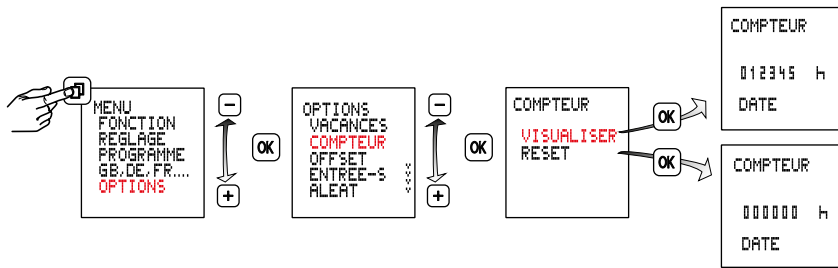 MENU
FONCTION
REGLAGE
PROGRAMME
GB,DE,FR....
OPTIONS
−
+
OK
OPTIONS
VACANCES
COMPTEUR
OFFSET
ENTREE-S
ALEAT
−
+
OK
COMPTEUR
VISUALISER
RESET
OK
OK
COMPTEUR
012345 h
DATE
COMPTEUR
000000 h
DATE